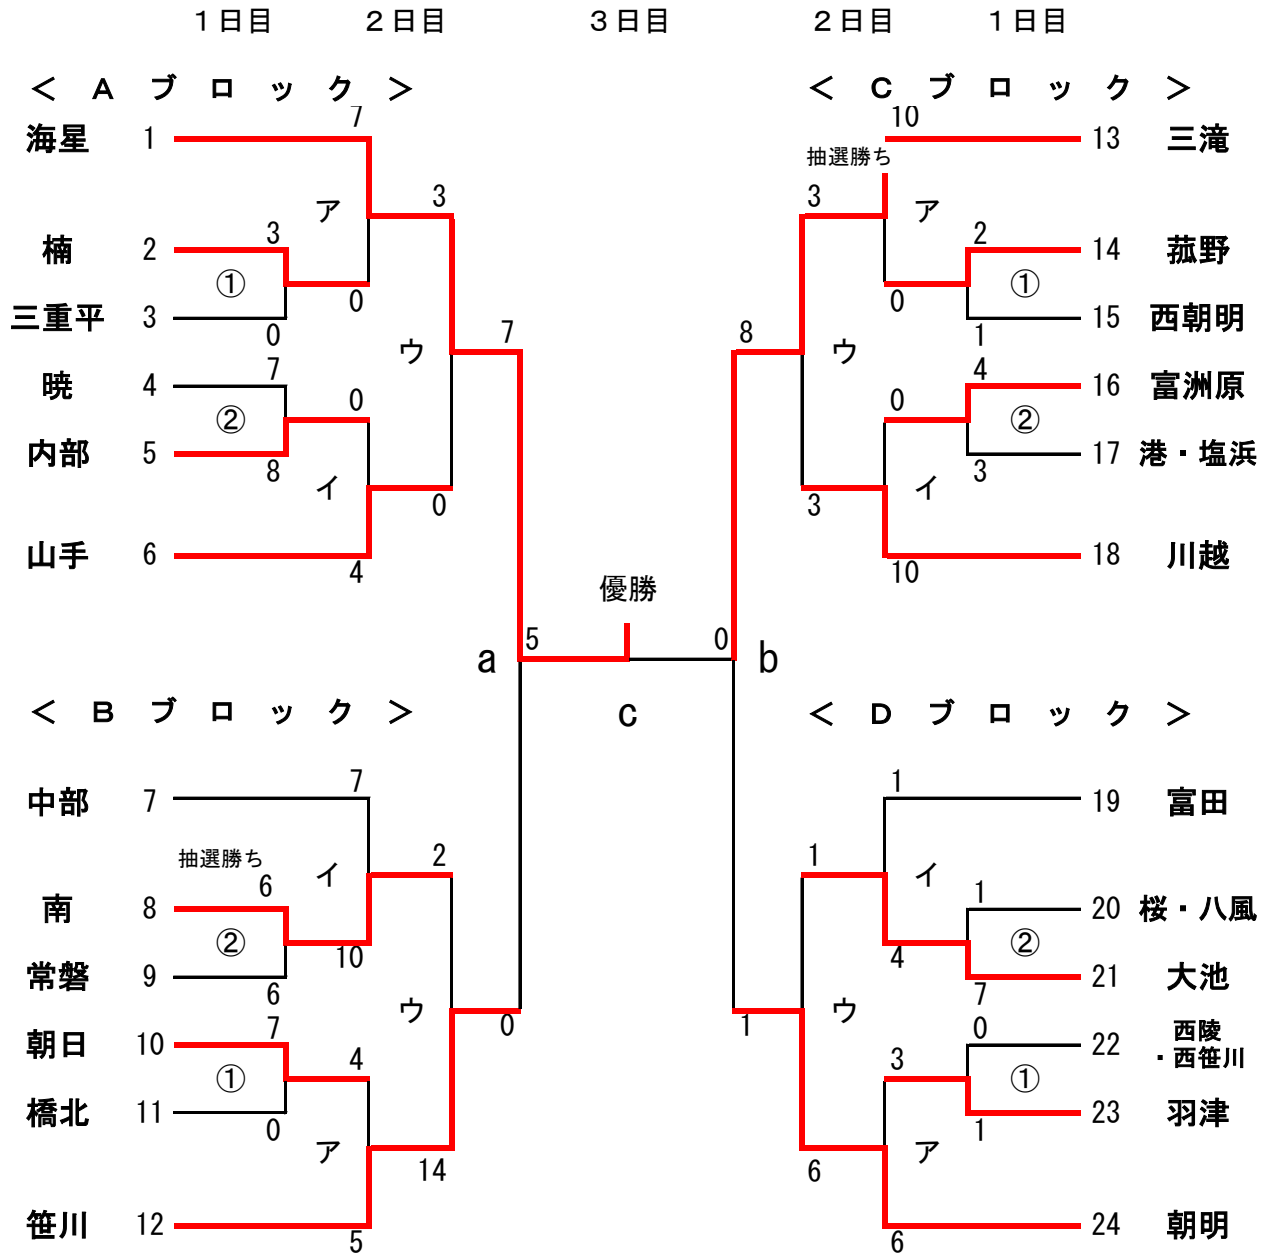 1日目 2日目 3日目 2日目 1日目
＜ A ブ ロ ッ ク ＞
7
海星 1
ア 3
楠 2 3
①
0
三重平 3 0
7
ウ
暁 4 7
0
②
内部 5 8
イ 0
山手 6 4
＜ C ブ ロ ッ ク ＞
10
13 三滝
抽選勝ち
3 ア
2 14 菰野
①
0
15 西朝明
1
8
ウ
4 16 富洲原
0
②
17 港・塩浜
3
イ
3
18 川越
10
優勝
a 5 0 b
c
＜ B ブ ロ ッ ク ＞
7
中部 7
抽選勝ち 2
6 イ
南 8
②
10
常磐 9 6
ウ
0
朝日 10 7
4
①
橋北 11 0
ア 14
笹川 12 5
＜ D ブ ロ ッ ク ＞
1
19 富田
1
イ
1 20 桜・八風
②
4
21 大池
7
ウ
1
0 22 西陵
・西笹川
3
①
23 羽津
1
ア
6
24 朝明
6